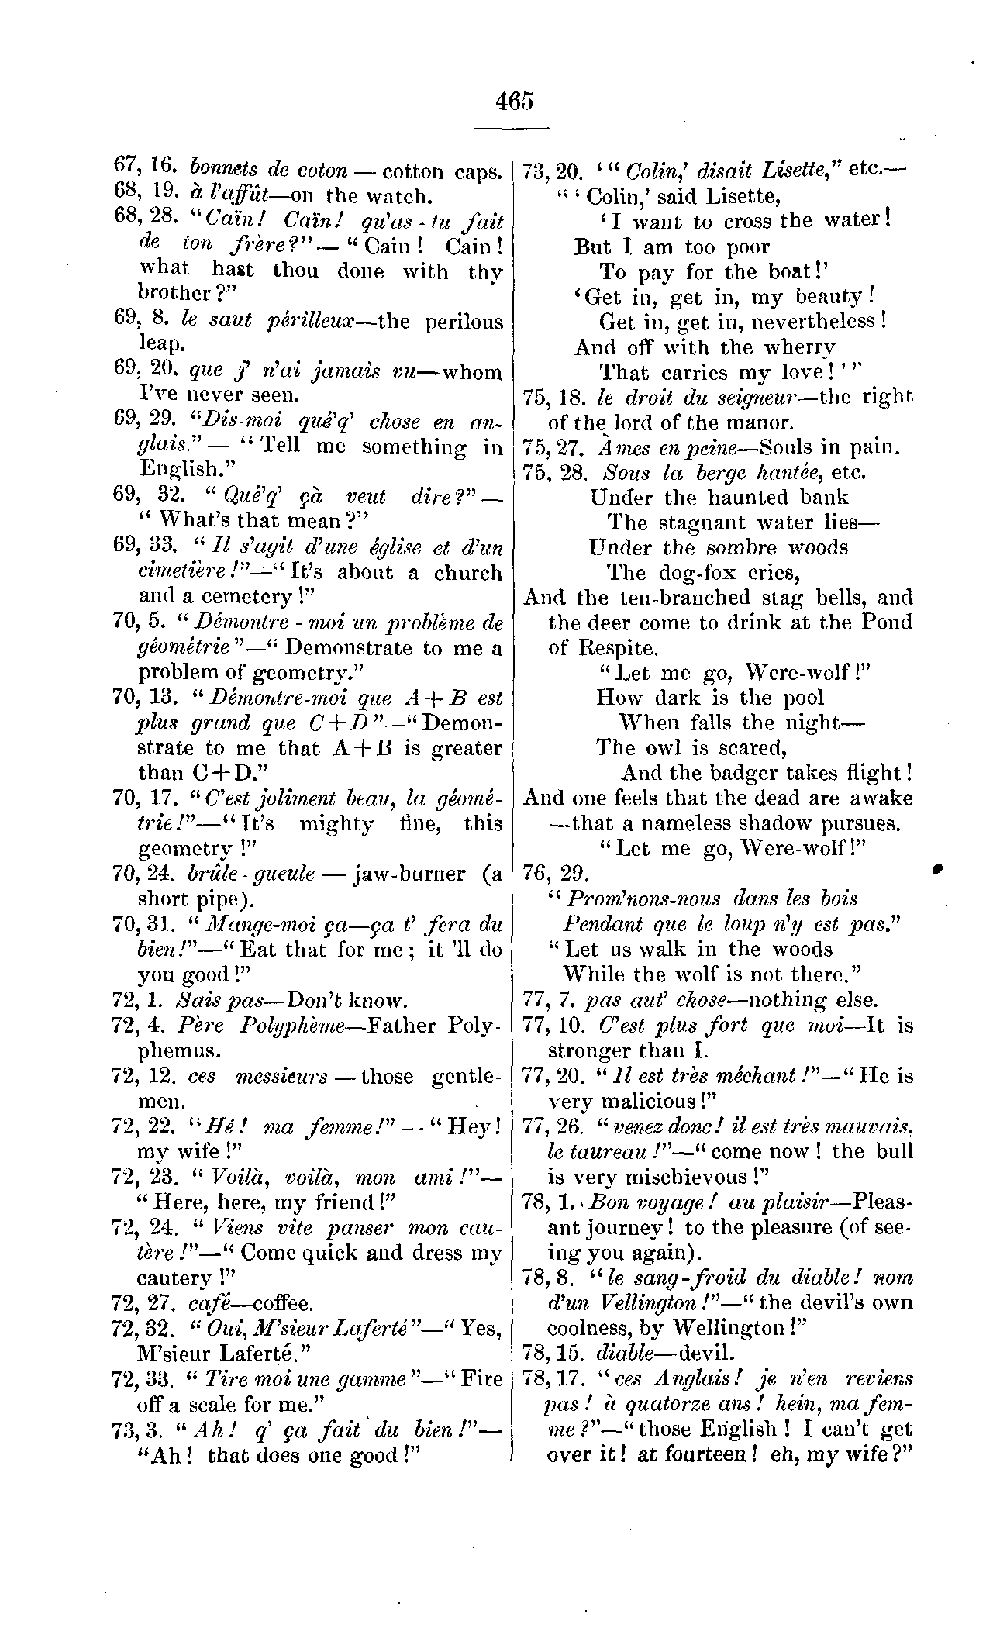 465
67, 16. bonnets de coton — cotton caps.
68, 19. à l'affût—on the watch.
68, 28. "Caïn! Caïn! qu'as-tu fait
de ton frère?"— "Cain! Cain!
what hast thou done with thy
brother?"
69, 8. le saut périlleux—the perilous
leap.
69, 20. que j' n'ai jamais vu—whom
I've never seen.
69, 29. "Dis-moi quê'q' chose en an-
glais."— "Tell me something in
English."
69, 32. "Quê'q' çà veut dire?"—
"What's that mean?"
69, 33. "Il s'agit d'une église et d'un
cimetière!"—"It's about a church
and a cemetery!"
70, 5. "Démontre-moi un problème de
géométrie"—"Demonstrate to me a
problem of geometry."
70, 13. "Démontre-moi que A+B est
plus grand que C+D"—"Demon-
strate to me that A+B is greater
than C+D."
70, 17. "C'est joliment beau, la géomé-
trie!"—"It's mighty fine, this
geometry!"
70, 24. brûle-gueule — jaw-burner (a
short pipe).
70, 31. "Mange-moi ça—ça t' fera du
bien!"—"Eat that for me; it 'll do
you good!"
72, 1. Sais pas—Don't know.
72, 4. Père Polyphème—Father Poly-
phemus.
72, 12. ces messieurs — those gentle-
men.
72, 22. "Hé! ma femme!"—"Hey!
my wife!"
72, 23. "Voilà, voilà, mon ami!"—
"Here, here, my friend!"
72, 24. "Viens vite panser mon cau-
tère!"—"Come quick and dress my
cautery!"
72, 27. café—coffee.
72, 32. "Oui, M'sieur Laferté"—"Yes,
M'sieur Laferté."
72, 33. "Tire moi une gamme"—"Fire
off a scale for me."
73, 3. "Ah! q' ça fait du bien!"—
"Ah! that does one good!"
73, 20. '"Colin,' disait Lisette," etc.—
"'Colin,' said Lisette,
'I want to cross the water!
But I am too poor
To pay for the boat!'
'Get in, get in, my beauty!
Get in, get in, nevertheless!
And off with the wherry
That carries my love!'"
75, 18. le droit du seigneur—the right
of the lord of the manor.
75, 27. Âmes en peine—Souls in pain.
75, 28. Sous la berge hantée, etc.
Under the haunted bank
The stagnant water lies—
Under the sombre woods
The dog-fox cries,
And the ten-branched stag bells, and
the deer come to drink at the Pond
of Respite.
"Let me go, Were-wolf!"
How dark is the pool
When falls the night—
The owl is scared,
And the badger takes flight!
And one feels that the dead are awake
—that a nameless shadow pursues.
"Let me go, Were-wolf!"
76, 29.
"Prom'nons-nous dans les bois
Pendant que le loup n'y est pas."
"Let us walk in the woods
While the wolf is not there."
77, 7. pas aut' chose—nothing else.
77, 10. C'est plus fort que moi—It is
stronger than I.
77, 20. "Il est très méchant!"—"He is
very malicious!"
77, 26. "venez donc! il est très mauvais,
le taureau!"—"come now! the bull
is very mischievous!"
78, 1. Bon voyage! au plaisir—Pleas-
ant journey! to the pleasure (of see-
ing you again).
78, 8. "le sang-froid du diable! nom
d'un Vellington!"—"the devil's own
coolness, by Wellington!"
78, 15. diable—devil.
78, 17. "ces Anglais! je n'en reviens
pas! à quatorze ans! hein, ma fem-
me?"—"those English! I can't get
over it! at fourteen! eh, my wife?"